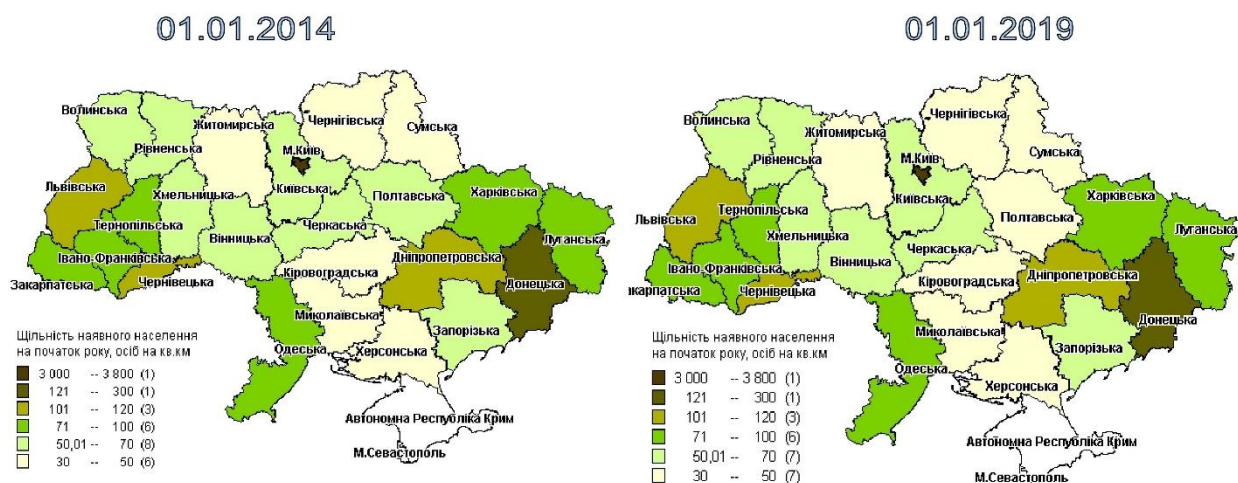 01.01.2014
Волинська
Рівненська
Житомирська
Чернігівська
Сумська
М.Київ
Львівська
Хмельницька
Київська
Полтавська
Харківська
Тернопільська
Черкаська
Вінницька
Луганська
Івано-Франківська
Дніпропетровська
Закарпатська
Чернівецька
Кіровоградська
Донецька
Миколаївська
Запорізька
Одеська
Херсонська
Автономна Республіка Крим
М.Севастополь
Щільність наявного населення
на початок року, осіб на кв.км
3 000 -- 3 800 (1)
121 -- 300 (1)
101 -- 120 (3)
71 -- 100 (6)
50,01 -- 70 (8)
30 -- 50 (6)
01.01.2019
Волинська
Житомирська
Чернігівська
Сумська
Рівненська
М.Київ
Київська
Харківська
Львівська
Тернопільська
Полтавська
Хмельницька
Черкаська
Луганська
Івано-Франківська
Вінницька
Дніпропетровська
акарпатська
Чернівецька
Кіровоградська
Миколаївська
Донецька
Запорізька
Одеська
Херсонська
Автономна Республіка Крим
М.Севастополь
Щільність наявного населення
на початок року, осіб на кв.км
3 000 -- 3 800 (1)
121 -- 300 (1)
101 -- 120 (3)
71 -- 100 (6)
50,01 -- 70 (7)
30 -- 50 (7)